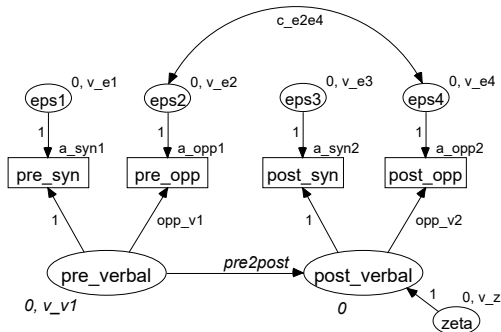 c_e2e4
0, v_e1
0, v_e2
0, v_e3
0, v_e4
eps1
eps2
eps3
eps4
1
1
1
1
a_syn1
a_opp1
a_syn2
a_opp2
pre_syn
pre_opp
post_syn
post_opp
1
opp_v1
1
opp_v2
pre2post
pre_verbal
post_verbal
0, v_v1
0
1
0, v_z
zeta